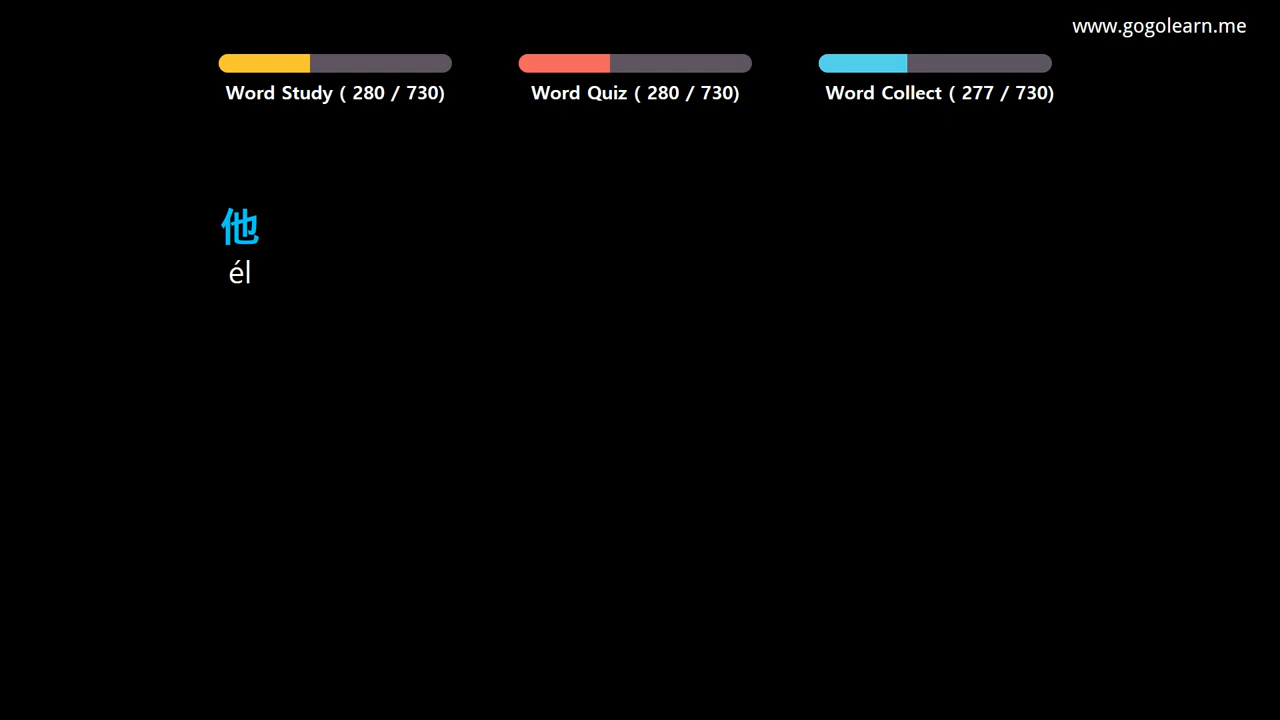 www.gogolearn.me
Word Study ( 280 / 730)
Word Quiz ( 280 / 730)
Word Collect ( 277 / 730)
他
él